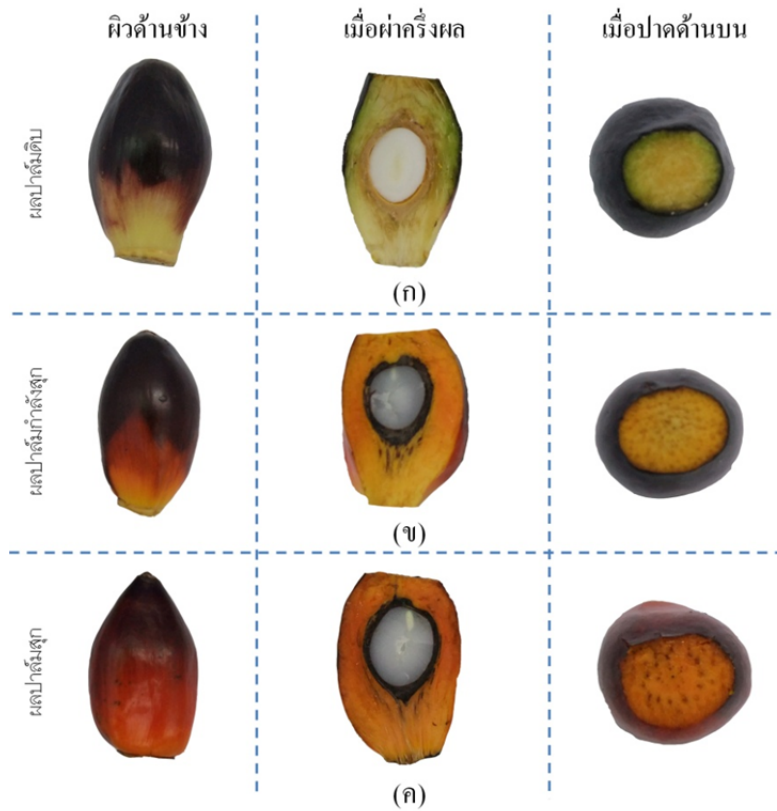 ผิวด้านข้าง
เมื่อผ่าครึ่งผล
เมื่อปาดด้านบน
ผลปาล์มดิบ
(ก)
ผลปาล์มกำลังสุก
(ข)
ผลปาล์มสุก
(ค)